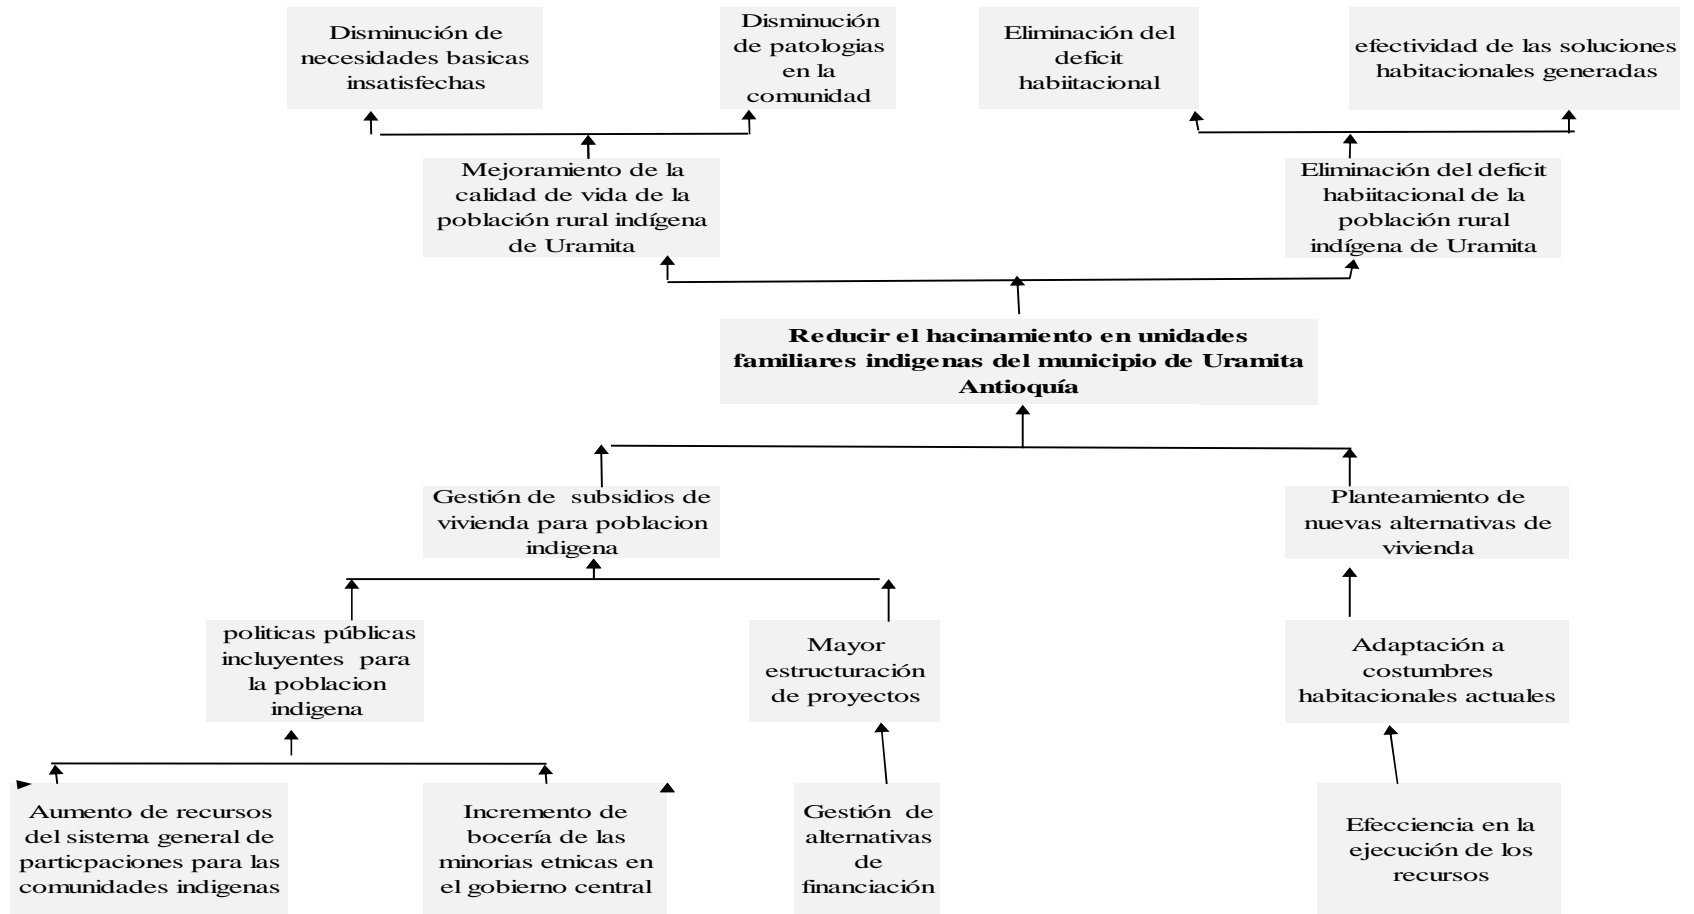 Disminución de
necesidades basicas
insatisfechas
Disminución
de patologias
en la
comunidad
Eliminación del
deficit
habiitacional
efectividad de las soluciones
habitacionales generadas
Mejoramiento de la
calidad de vida de la
población rural indígena
de Uramita
Eliminación del deficit
habiitacional de la
población rural
indígena de Uramita
Reducir el hacinamiento en unidades
familiares indigenas del municipio de Uramita
Antioquía
Gestión de subsidios de
vivienda para poblacion
indigena
Planteamiento de
nuevas alternativas de
vivienda
politicas públicas
incluyentes para
la poblacion
indigena
Mayor
estructuración
de proyectos
Adaptación a
costumbres
habitacionales actuales
Aumento de recursos
del sistema general de
particpaciones para las
comunidades indigenas
Incremento de
bocería de las
minorias etnicas en
el gobierno central
Gestión de
alternativas
de
financiación
Efecciencia en la
ejecución de los
recursos